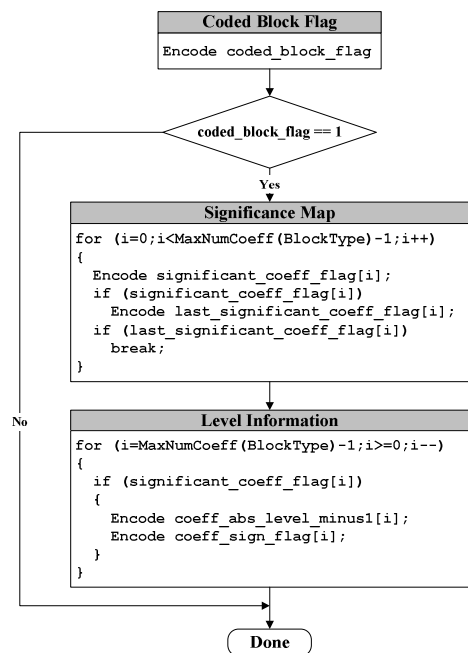 Coded Block Flag
Encode coded_block_flag
coded_block_flag == 1
Yes
Significance Map
for (i=0;i<MaxNumCoeff(BlockType)-1;i++)
{
Encode significant_coeff_flag[i];
if (significant_coeff_flag[i])
Encode last_significant_coeff_flag[i];
if (last_significant_coeff_flag[i])
break;
}
No
Level Information
for (i=MaxNumCoeff(BlockType)-1;i>=0;i--)
{
if (significant_coeff_flag[i])
{
Encode coeff_abs_level_minus1[i];
Encode coeff_sign_flag[i];
}
}
Done